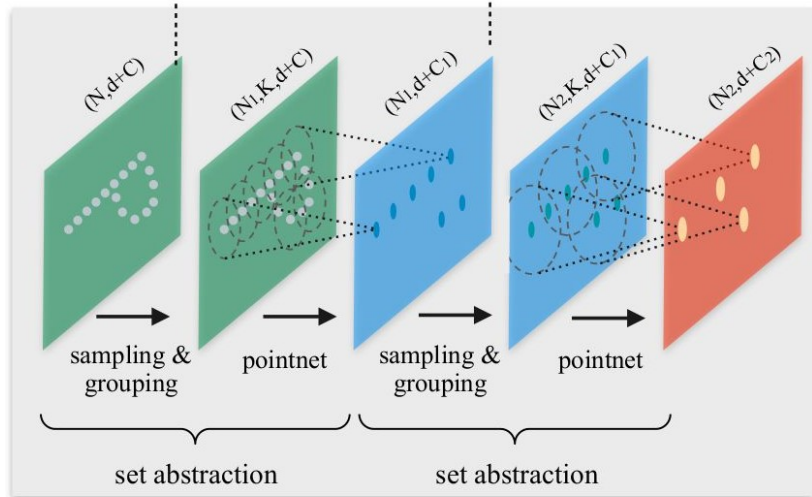 (N,d+C)
(N1,K,d+C)
(N1,d+C1)
(N2,K,d+C1)
(N2,d+C2)
sampling &
grouping
pointnet
sampling &
grouping
pointnet
set abstraction
set abstraction